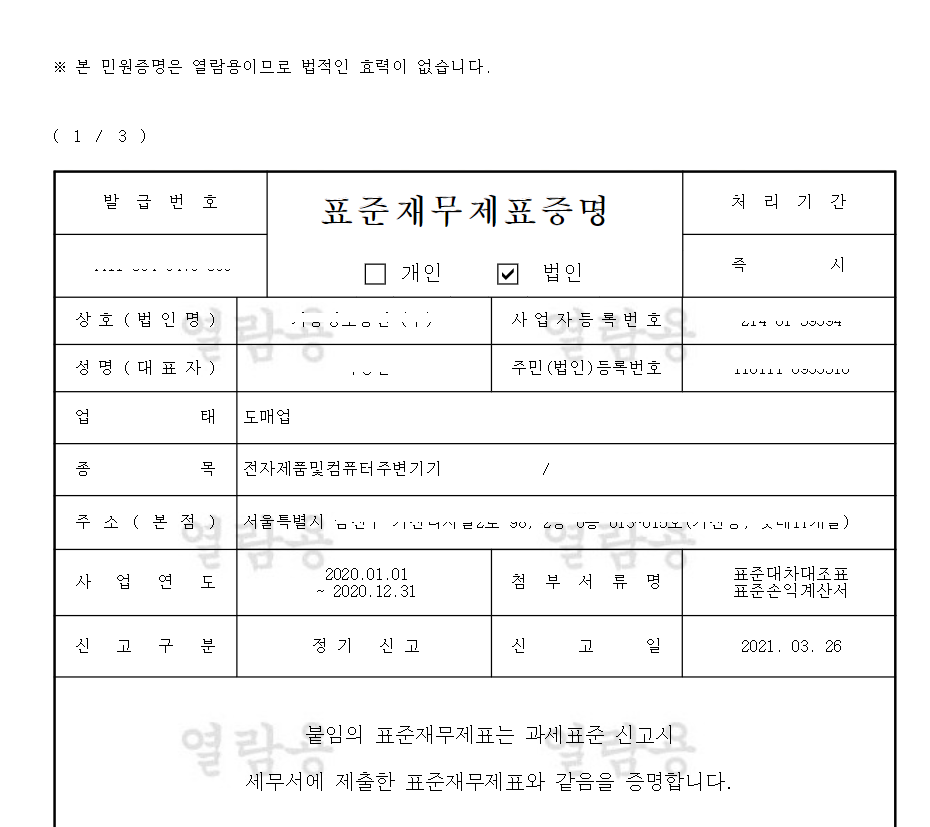 ※ 본 민원증명은 열람용이므로 법적인 효력이 없습니다.
( 1 / 3 )
발 급 번 호
표준재무제표증명
처 리 기 간
개인
법인
즉 시
상 호 ( 법 인 명 )
사 업 자 등 록 번 호
성 명 ( 대 표 자 )
주민(법인)등록번호
업 태
도매업
종 목
전자제품및컴퓨터주변기기 /
주 소 ( 본 점 )
서울특별시
사 업 연 도
2020.01.01
~ 2020.12.31
첨 부 서 류 명
표준대차대조표
표준손익계산서
신 고 구 분
정 기 신 고
신 고 일
2021. 03. 26
붙임의 표준재무제표는 과세표준 신고시
세무서에 제출한 표준재무제표와 같음을 증명합니다.
열람용
열람용
열람용
열람용
열람용
열람용